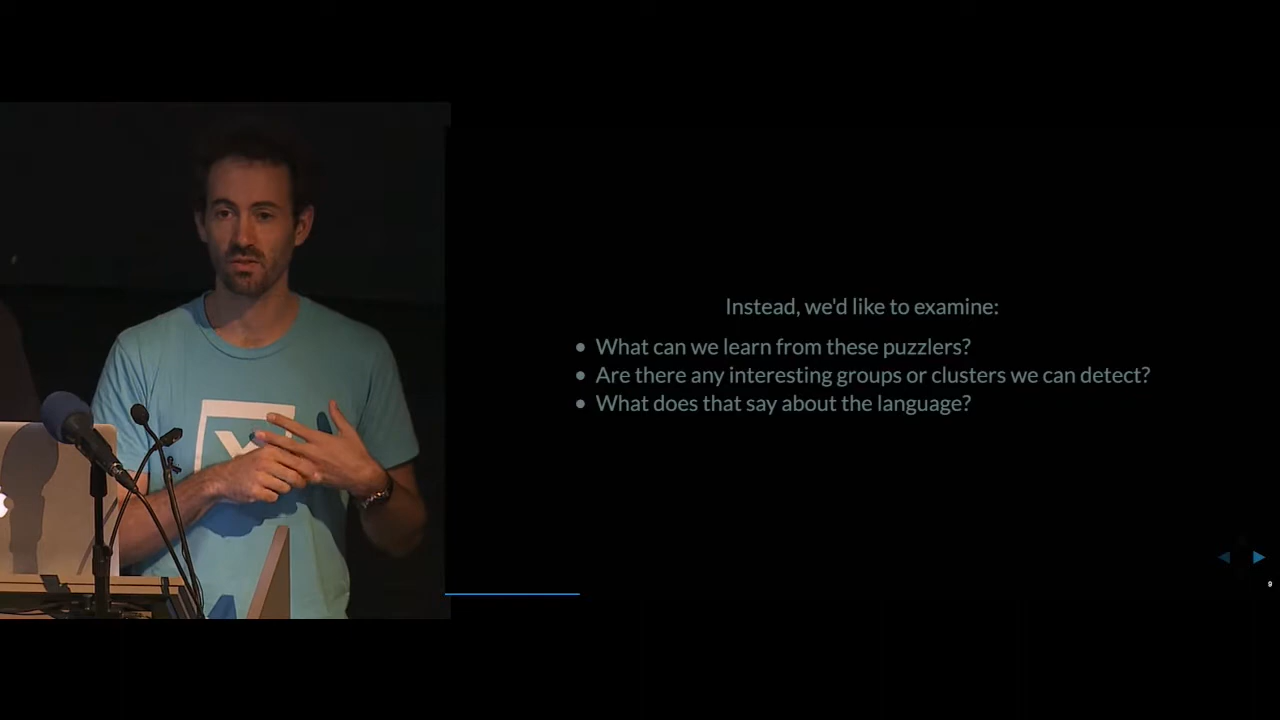 Instead, we'd like to examine:
• What can we learn from these puzzlers?
• Are there any interesting groups or clusters we can detect?
• What does that say about the language?
9